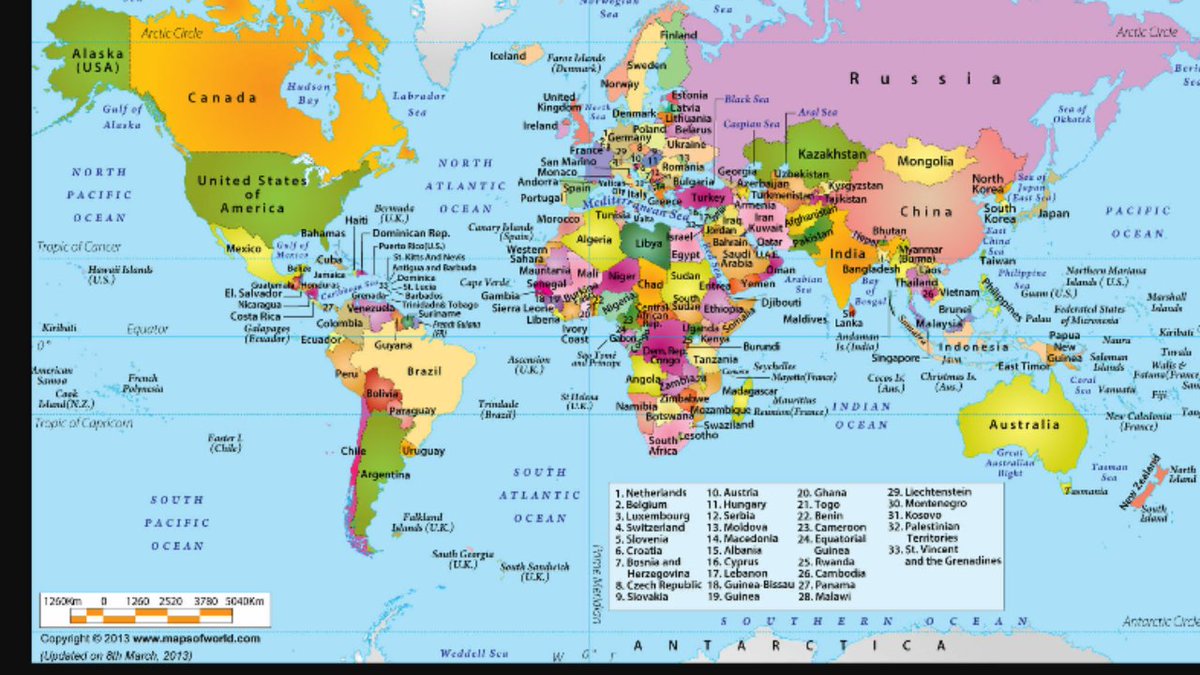 Norwegian
Sea
Sea
Arctic Circle
Arctic Circle
Alaska
(USA)
Finland
Iceland
Faroe Islands
(Denmark)
Sweden
Norway
Russia
Canada
Hudson
Bay
Labrador
Sea
Gulf of
Alaska
United
Kingdom
North
Sea
Ireland
Denmark
Estonia
Latvia
Lithuania
Belarus
Poland
Germany
Ukraine
France
Romania
San Marino
Monaco
Andorra
Spain
Portugal
Vatican
Italy
Bulgaria
Greece
Turkey
Georgia
Azerbaijan
Armenia
Black Sea
Caspian Sea
Aral Sea
Sea of
Okhotsk
Kazakhstan
Uzbekistan
Turkmenistan
Kyrgyzstan
Tajikistan
Mongolia
China
North
Korea
South
Korea
Sea of
Japan
(East Sea)
Japan
East
China
Sea
NORTH
PACIFIC
OCEAN
NORTH
ATLANTIC
OCEAN
PACIFIC
OCEAN
United States
of
America
Tropic of Cancer
Hawaii Islands
(U.S.)
Mexico
Gulf of
Mexico
Bermuda
(U.K.)
Bahamas
Haiti
Dominican Rep.
Puerto Rico(U.S.)
Cuba
Jamaica
Belize
Guatemala
Honduras
El. Salvador
Nicaragua
Costa Rica
Caribbean Sea
St. Kitts And Nevis
Antigua and Barbuda
Dominica
St. Lucia
33
Barbados
Grenada
Trinidad& Tobago
Suriname
French Guiana
(FR)
27
Venezuela
Colombia
Guyana
Galapagos
(Ecuador)
Ecuador
Peru
Brazil
Bolivia
Paraguay
Chile
Uruguay
Argentina
Kiribati
Equator
0°
American
Samoa
Cook
Island(N.Z.)
French
Polynesia
Tropic of Capricorn
Easter I.
(Chile)
Canary Islands
(Spain)
Mediterranean Sea
Morocco
Tunisia
Algeria
Libya
Israel
Egypt
Jordan
Iraq
Iran
Kuwait
Bahrain
Qatar
Saudi
Arabia
U.A.E
Oman
Yemen
Afghanistan
Pakistan
India
Nepal
Bhutan
Bangladesh
Myanmar
(Burma)
Laos
Thailand
26
Vietnam
Taiwan
Philippine
Sea
Philippines
Northern Mariana
Islands ( U.S.)
Guam (U.S.)
Marshall
Islands
Western
Sahara
Mauritania
Mali
Niger
Chad
Sudan
Eritrea
Cape Verde
Senegal
Gambia
Burkina
Nigeria
Sierra Leone
Liberia
Ivory
Coast
20
23
24
Central
African
Rep.
South
Sudan
Ethiopia
Djibouti
Somalia
Arabian
Sea
Bay
of
Bengal
Maldives
Sri
Lanka
Andaman
Is.(India)
Brunei
Malaysia
Palau
Federated States
of Micronesia
Kiribati
Nauru
Gabon
Sao Tome
and Principe
Uganda
Kenya
25
Burundi
Dem. Rep.
Congo
Tanzania
Seychelles
Mayotte(France)
Angola
Zambia
28
Zimbabwe
Mozambique
Madagascar
Mauritius
Reunion(France)
Namibia
Botswana
Swaziland
Lesotho
South
Africa
Ascension
(U.K.)
St Helena
(U.K.)
Trindade
(Brazil)
Singapore
Sumatra
Java
Indonesia
Papua
New
Guinea
East Timor
Solomon
Islands
Tuvalu
Wallis &
Futuna(France)
Cocos Is.
(Aus.)
Christmas Is.
(Aus.)
Coral
Sea
Vanuatu
Fiji
New Caledonia
(France)
INDIAN
OCEAN
Australia
Great
Australian
Bight
Tasman
Sea
Tasmania
New Zealand
North
Island
South
Island
SOUTH
PACIFIC
OCEAN
SOUTH
ATLANTIC
OCEAN
Falkland
Islands (U.K.)
South Georgia
(U.K.)
South Sandwich
(U.K.)
Prime Meridian
1. Netherlands
2. Belgium
3. Luxembourg
4. Switzerland
5. Slovenia
6. Croatia
7. Bosnia and
Herzegovina
8. Czech Republic
9. Slovakia
10. Austria
11. Hungary
12. Serbia
13. Moldova
14. Macedonia
15. Albania
16. Cyprus
17. Lebanon
18. Guinea-Bissau
19. Guinea
20. Ghana
21. Togo
22. Benin
23. Cameroon
24. Equatorial
Guinea
25. Rwanda
26. Cambodia
27. Panama
28. Malawi
29. Liechtenstein
30. Montenegro
31. Kosovo
32. Palestinian
Territories
33. St. Vincent
and the Grenadines
1260Km 0 1260 2520 3780 5040Km
Copyright © 2013 www.mapsofworld.com
(Updated on 8th March, 2013)
Weddell Sea
SOUTHERN OCEAN
Antarctic Circle
ANTARCTICA